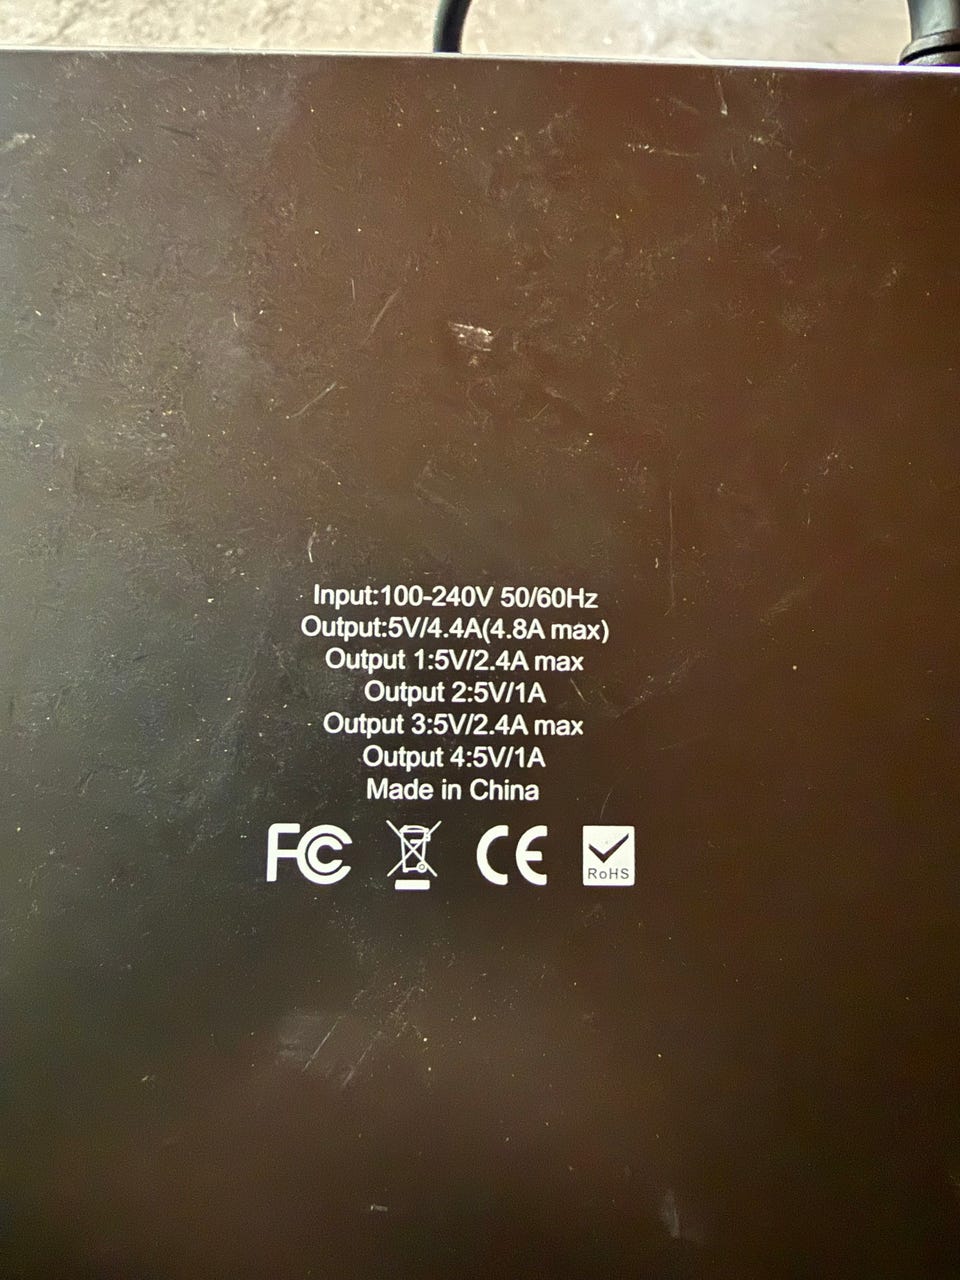 Input:100-240V 50/60Hz
Output:5V/4.4A(4.8A max)
Output 1:5V/2.4A max
Output 2:5V/1A
Output 3:5V/2.4A max
Output 4:5V/1A
Made in China
FC CE RoHS